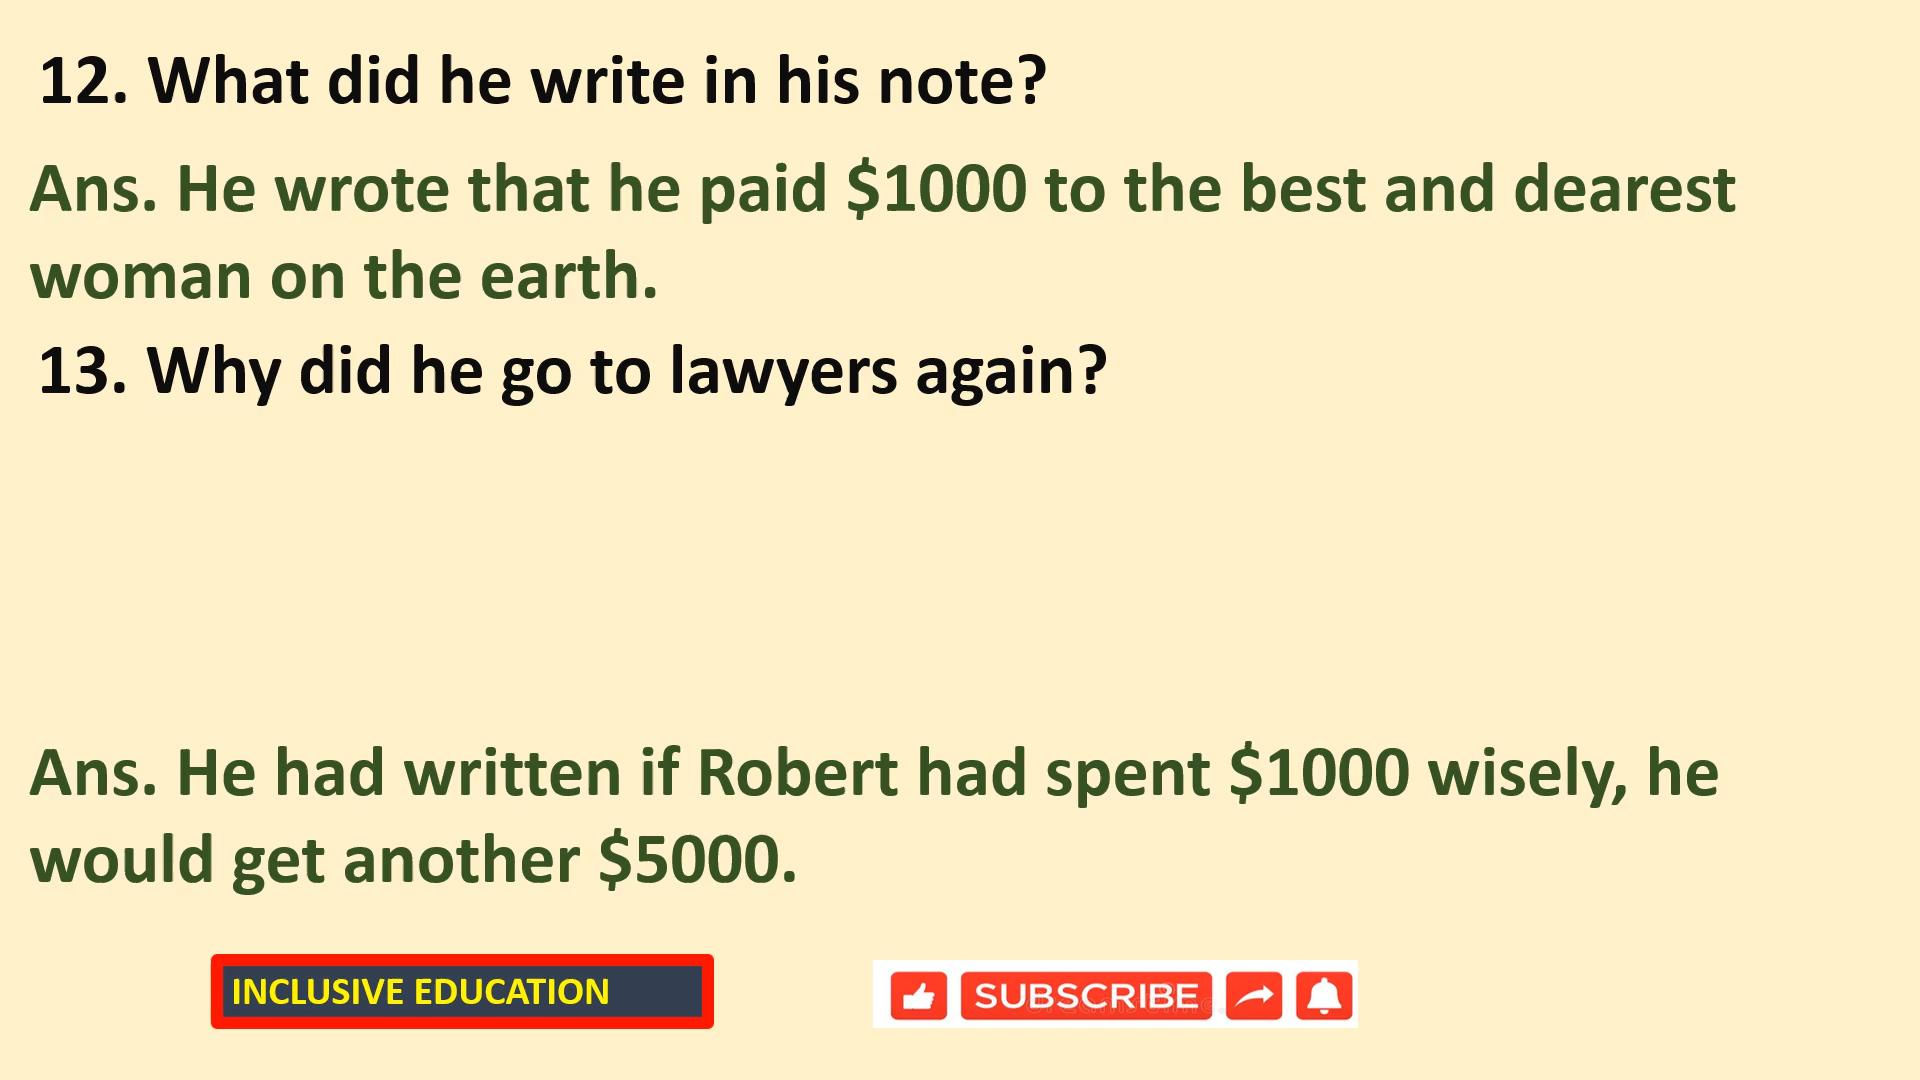 12. What did he write in his note?
Ans. He wrote that he paid $1000 to the best and dearest
woman on the earth.
13. Why did he go to lawyers again?
Ans. He had written if Robert had spent $1000 wisely, he
would get another $5000.
INCLUSIVE EDUCATION
SUBSCRIBE